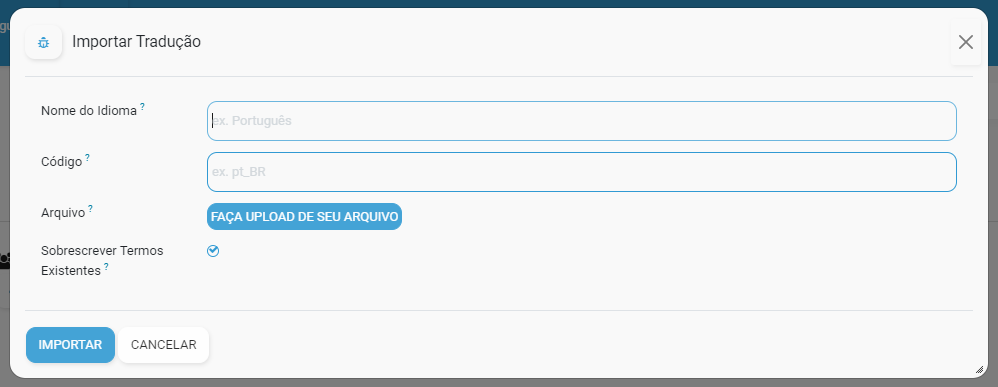 Importar Tradução
Nome do Idioma ?
ex. Português
Código ?
ex. pt_BR
Arquivo ?
FAÇA UPLOAD DE SEU ARQUIVO
Sobrescrever Termos
Existentes ?
IMPORTAR
CANCELAR